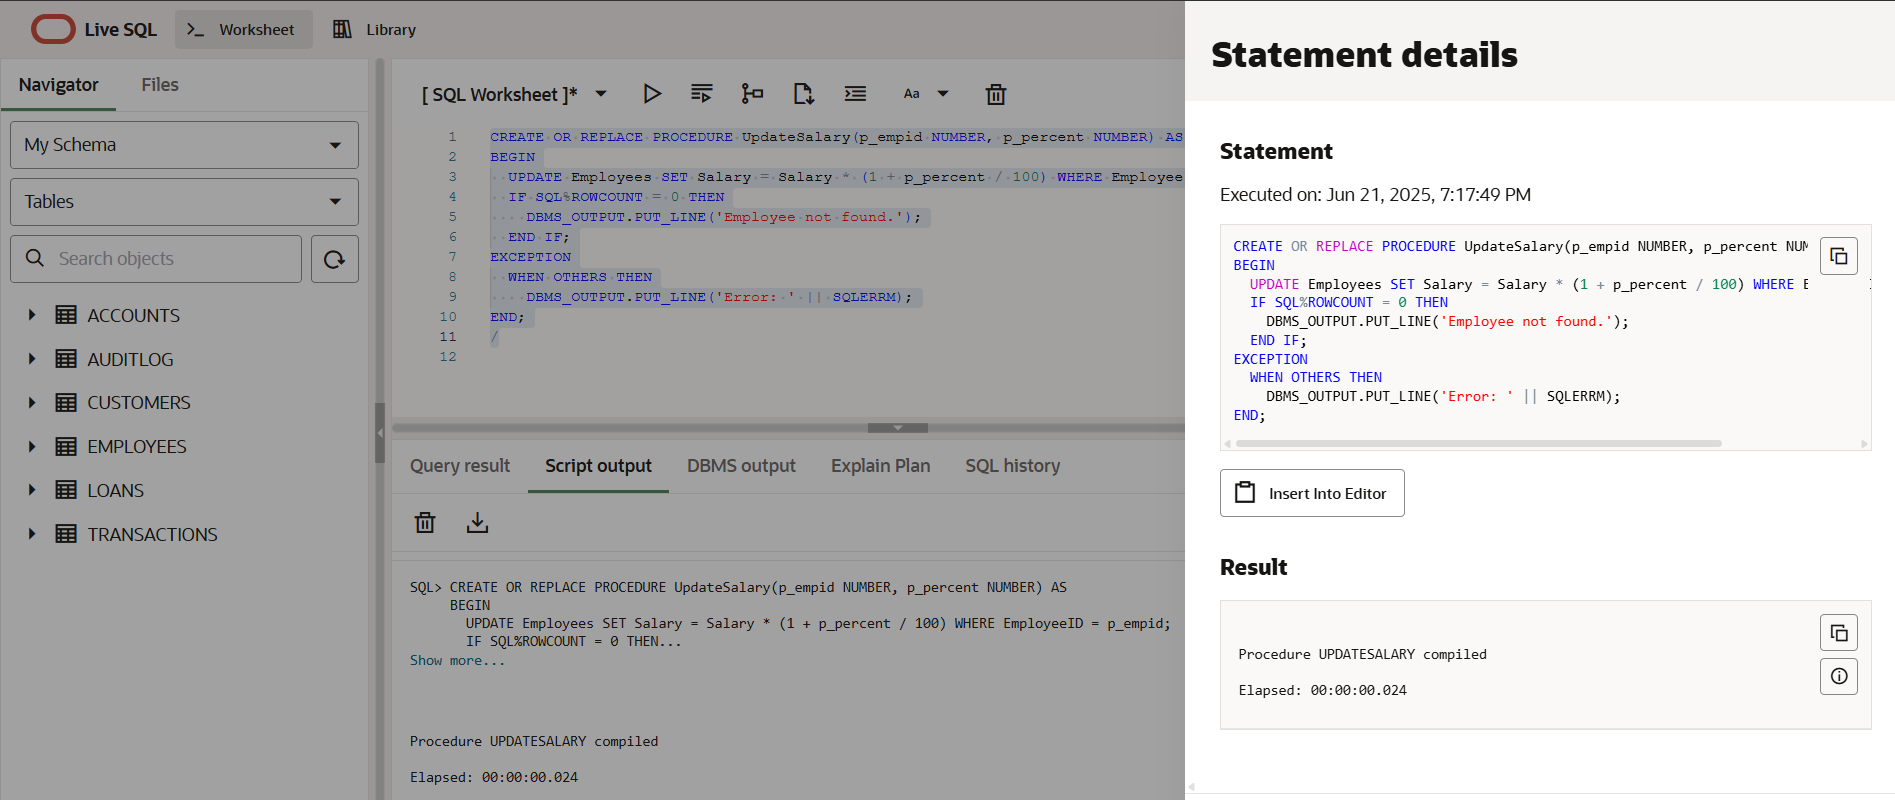 Live SQL
Worksheet
Library
Navigator
Files
My Schema
Tables
Search objects
ACCOUNTS
AUDITLOG
CUSTOMERS
EMPLOYEES
LOANS
TRANSACTIONS
[ SQL Worksheet ]*
Aa
1 CREATE OR REPLACE PROCEDURE UpdateSalary(p_empid NUMBER, p_percent NUMBER) AS
2 BEGIN
3 UPDATE Employees SET Salary = Salary * (1 + p_percent / 100) WHERE Employee
4 IF SQL%ROWCOUNT = 0 THEN
5 DBMS_OUTPUT.PUT_LINE('Employee not found.');
6 END IF;
7 EXCEPTION
8 WHEN OTHERS THEN
9 DBMS_OUTPUT.PUT_LINE('Error: ' || SQLERRM);
10 END;
11 /
12
Query result
Script output
DBMS output
Explain Plan
SQL history
SQL> CREATE OR REPLACE PROCEDURE UpdateSalary(p_empid NUMBER, p_percent NUMBER) AS
BEGIN
UPDATE Employees SET Salary = Salary * (1 + p_percent / 100) WHERE EmployeeID = p_empid;
IF SQL%ROWCOUNT = 0 THEN...
Show more...
Procedure UPDATESALARY compiled
Elapsed: 00:00:00.024
Statement details
Statement
Executed on: Jun 21, 2025, 7:17:49 PM
CREATE OR REPLACE PROCEDURE UpdateSalary(p_empid NUMBER, p_percent NUM
BEGIN
UPDATE Employees SET Salary = Salary * (1 + p_percent / 100) WHERE E
IF SQL%ROWCOUNT = 0 THEN
DBMS_OUTPUT.PUT_LINE('Employee not found.');
END IF;
EXCEPTION
WHEN OTHERS THEN
DBMS_OUTPUT.PUT_LINE('Error: ' || SQLERRM);
END;
Insert Into Editor
Result
Procedure UPDATESALARY compiled
Elapsed: 00:00:00.024